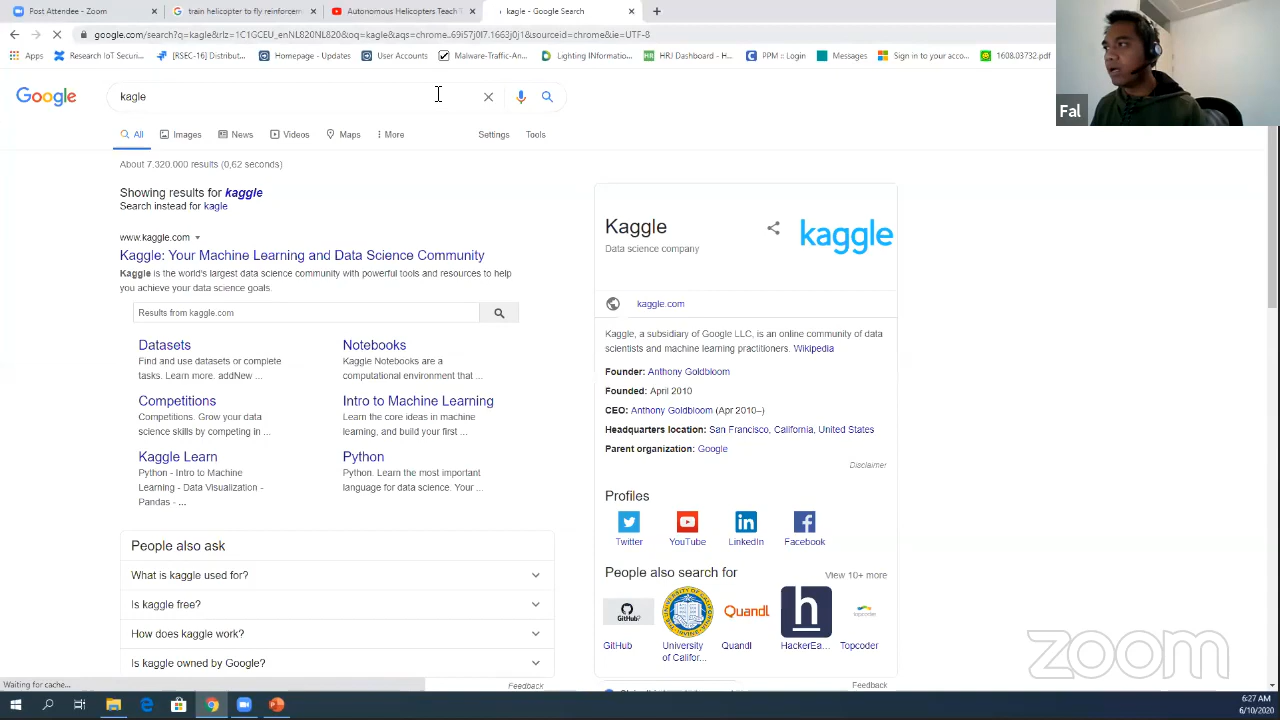 Post Attendee - Zoom
train helicopter to fly reinforcem
Autonomous Helicopters Teach T
kagle - Google Search
google.com/search?q=kagle&rlz=1C1GCEU_enNL820NL820&oq=kagle&aqs=chrome..69i57j0l7.1663j0j1&sourceid=chrome&ie=UTF-8
Apps
Research IoT Securi...
[RSEC-16] Distribut...
Homepage - Updates
User Accounts
Malware-Traffic-An...
Lighting INFormatio...
HRJ Dashboard - H...
PPM :: Login
Messages
Sign in to your acco...
1608.03732.pdf
Fal
Google
kagle
All
Images
News
Videos
Maps
More
Settings
Tools
About 7.320.000 results (0,62 seconds)
Showing results for kaggle
Search instead for kagle
www.kaggle.com
Kaggle: Your Machine Learning and Data Science Community
Kaggle is the world's largest data science community with powerful tools and resources to help
you achieve your data science goals.
Results from kaggle.com
Datasets
Find and use datasets or complete
tasks. Learn more. addNew ...
Notebooks
Kaggle Notebooks are a
computational environment that ...
Competitions
Competitions. Grow your data
science skills by competing in ...
Intro to Machine Learning
Learn the core ideas in machine
learning, and build your first ...
Kaggle Learn
Python - Intro to Machine
Learning - Data Visualization -
Pandas - ...
Python
Python. Learn the most important
language for data science. Your ...
People also ask
What is kaggle used for?
Is kaggle free?
How does kaggle work?
Is kaggle owned by Google?
Feedback
Kaggle
Data science company
kaggle
kaggle.com
Kaggle, a subsidiary of Google LLC, is an online community of data
scientists and machine learning practitioners. Wikipedia
Founder: Anthony Goldbloom
Founded: April 2010
CEO: Anthony Goldbloom (Apr 2010–)
Headquarters location: San Francisco, California, United States
Parent organization: Google
Disclaimer
Profiles
Twitter
YouTube
LinkedIn
Facebook
People also search for
View 10+ more
GitHub
University
of Califor...
Quandl
Quandl
h
HackerEa...
topcoder
Topcoder
Feedback
zoom
Waiting for cache...
6:27 AM
6/10/2020